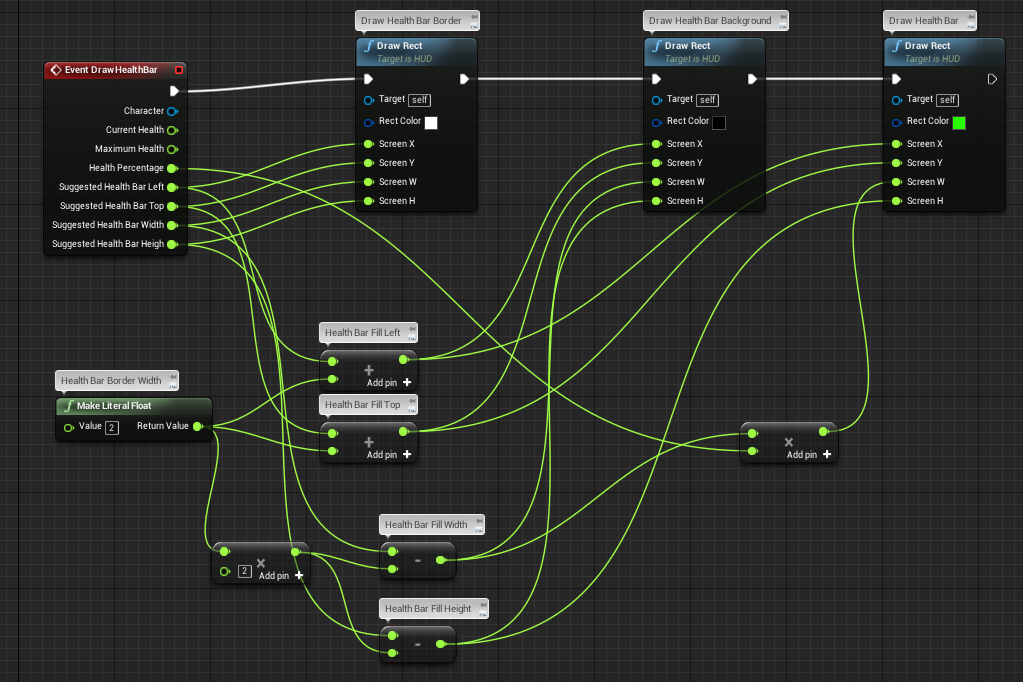 Draw Health Bar Border
Draw Health Bar Background
Draw Health Bar
Draw Rect
Target is HUD
Target self
Rect Color
Screen X
Screen Y
Screen W
Screen H
Draw Rect
Target is HUD
Target self
Rect Color
Screen X
Screen Y
Screen W
Screen H
Draw Rect
Target is HUD
Target self
Rect Color
Screen X
Screen Y
Screen W
Screen H
Event DrawHealthBar
Character
Current Health
Maximum Health
Health Percentage
Suggested Health Bar Left
Suggested Health Bar Top
Suggested Health Bar Width
Suggested Health Bar Heigh
Health Bar Fill Left
+
Add pin +
Health Bar Border Width
Make Literal Float
Value 2 Return Value
Health Bar Fill Top
+
Add pin +
×
Add pin +
Health Bar Fill Width
-
×
2 Add pin +
Health Bar Fill Height
-